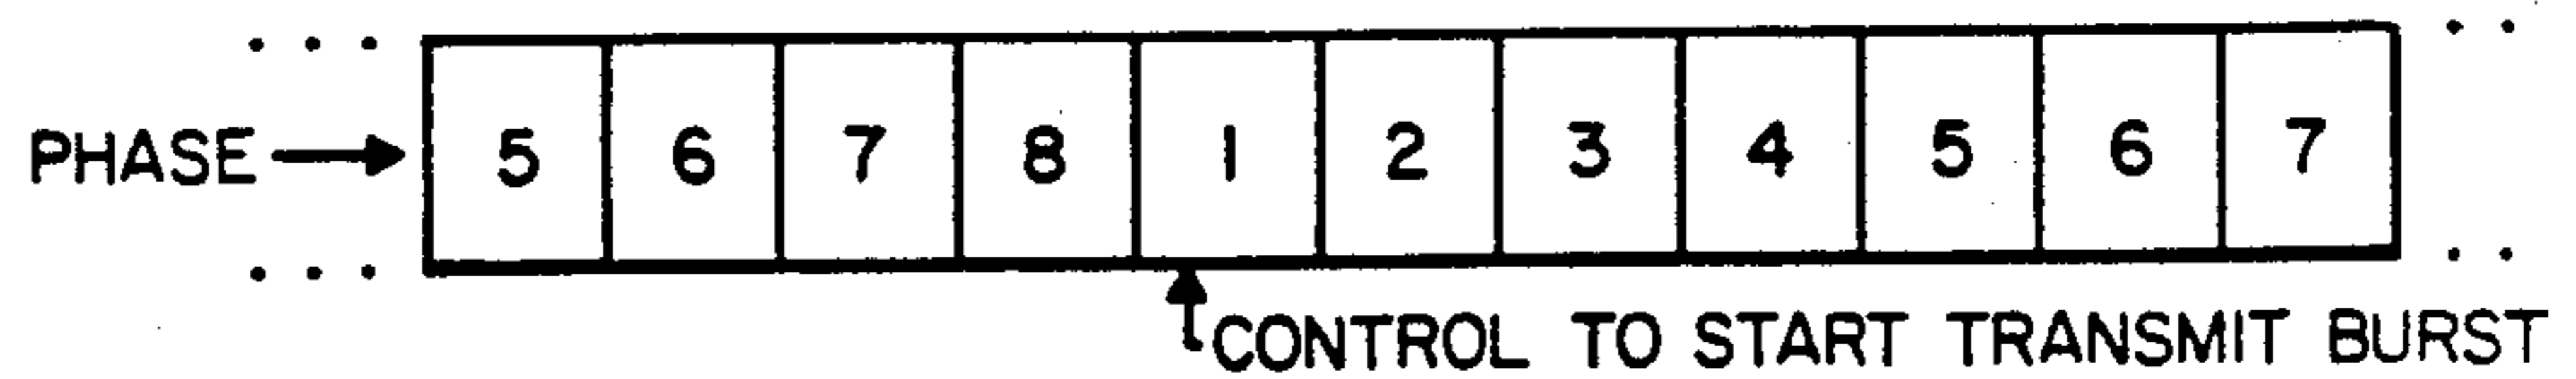 PHASE 5 6 7 8 1 2 3 4 5 6 7
CONTROL TO START TRANSMIT BURST